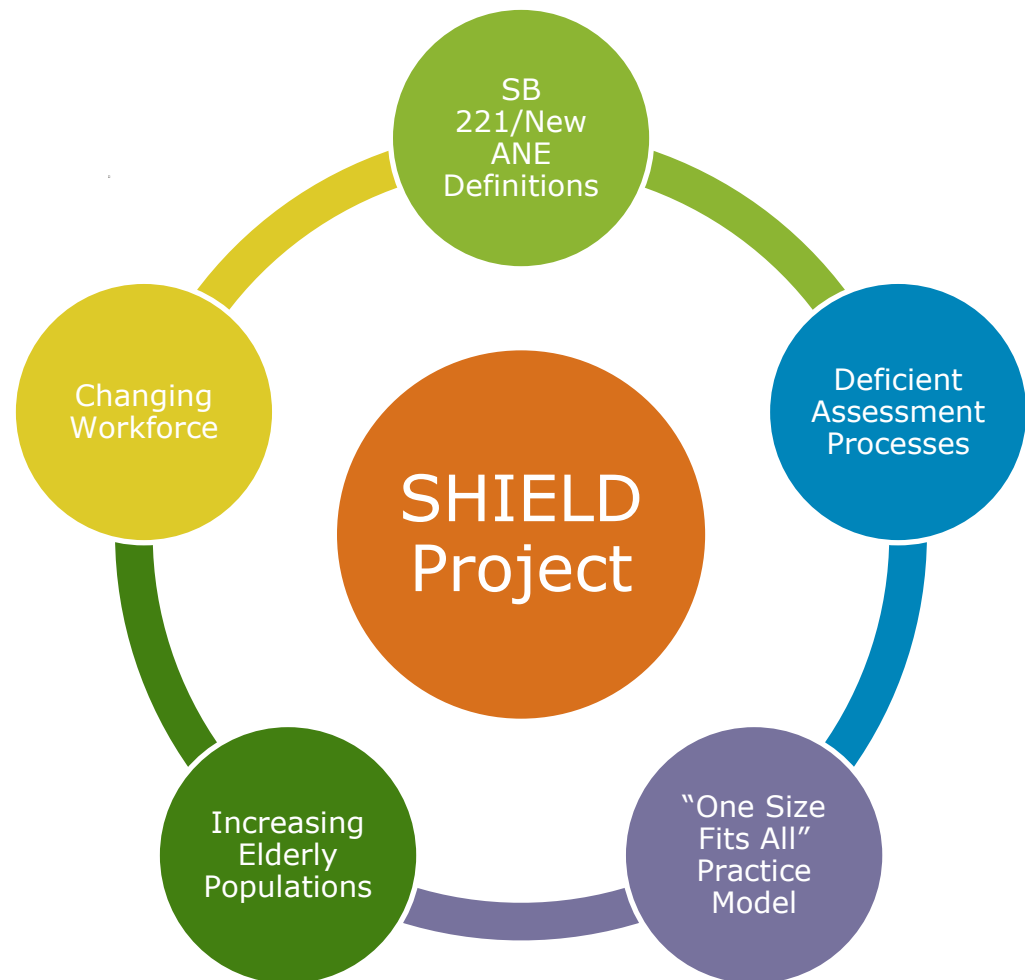 SB
221/New
ANE
Definitions
Deficient
Assessment
Processes
“One Size
Fits All”
Practice
Model
Increasing
Elderly
Populations
Changing
Workforce
SHIELD
Project